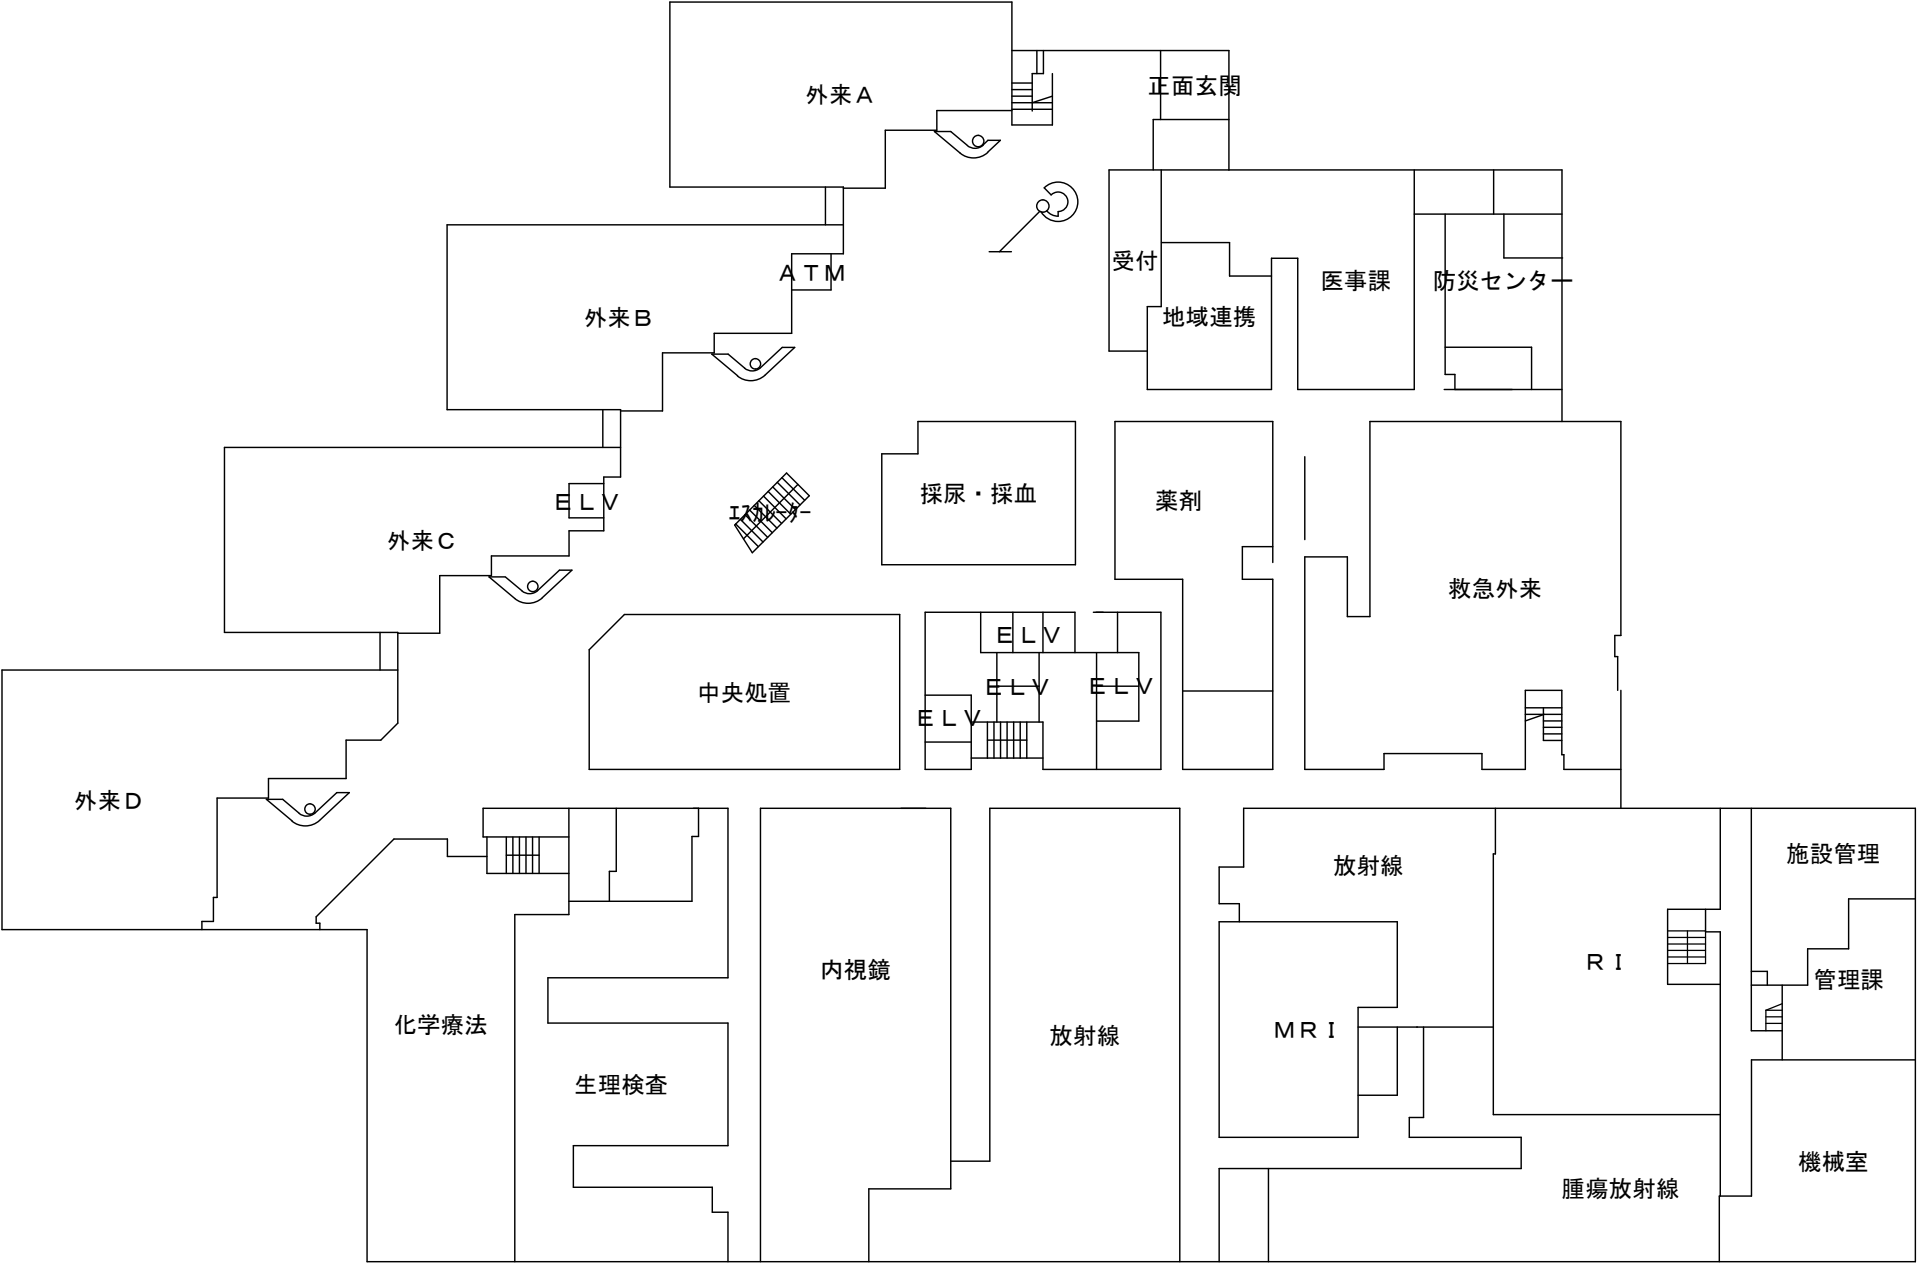 正面玄関
外来Ａ
受付
ＡＴＭ
医事課
防災センター
外来Ｂ
地域連携
採尿・採血
薬剤
ＥＬＶ
ｴｽｶﾚｰﾀｰ
外来Ｃ
救急外来
ＥＬＶ
ＥＬＶ
ＥＬＶ
中央処置
ＥＬＶ
外来Ｄ
施設管理
放射線
ＲＩ
内視鏡
管理課
化学療法
ＭＲＩ
放射線
生理検査
機械室
腫瘍放射線